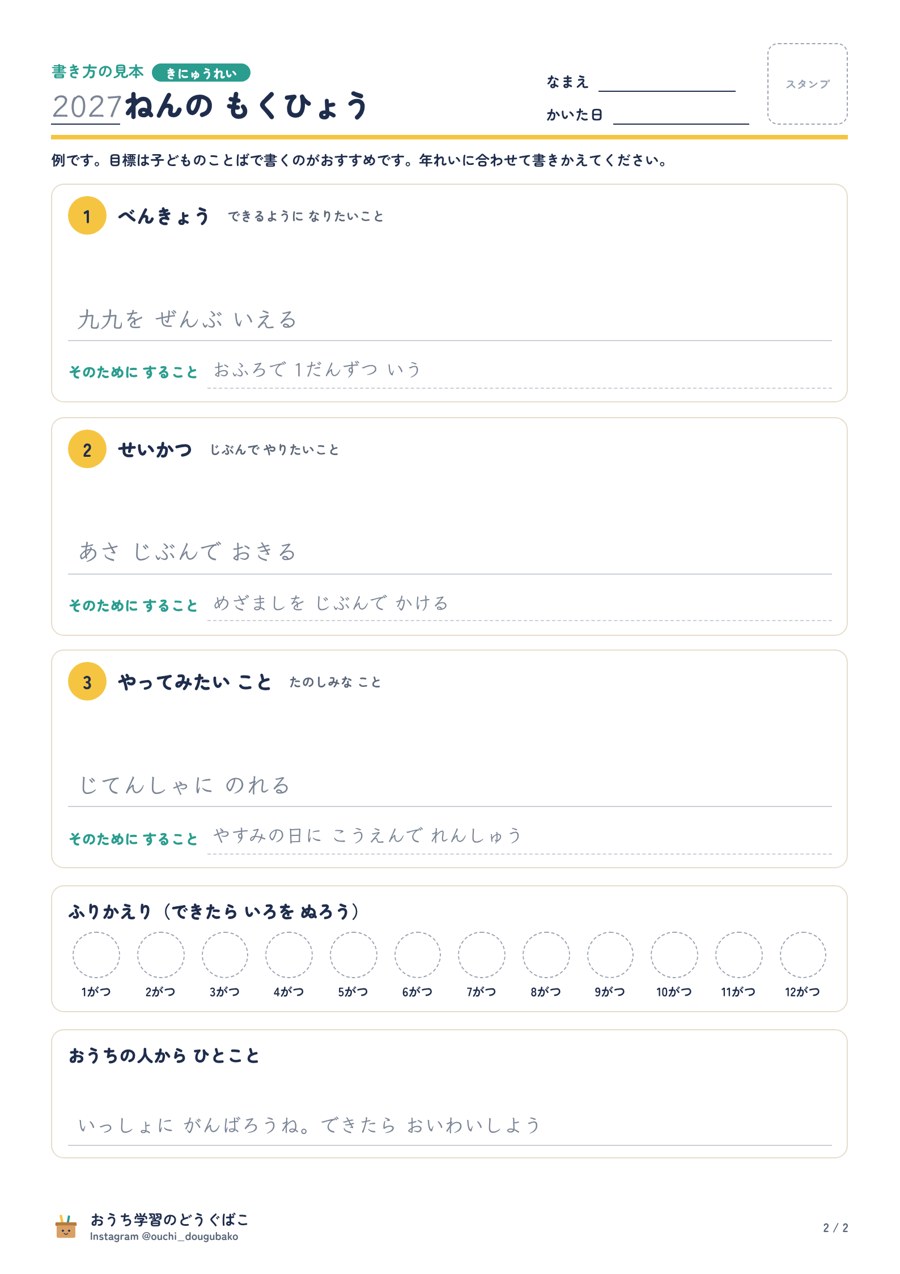 書き方の見本 きにゅうれい
2027ねんの もくひょう
なまえ
かいた日
スタンプ
例です。目標は子どものことばで書くのがおすすめです。年れいに合わせて書きかえてください。
1 べんきょう できるように なりたいこと
九九を ぜんぶ いえる
そのために すること おふろで 1だんずつ いう
2 せいかつ じぶんで やりたいこと
あさ じぶんで おきる
そのために すること めざましを じぶんで かける
3 やってみたい こと たのしみな こと
じてんしゃに のれる
そのために すること やすみの日に こうえんで れんしゅう
ふりかえり（できたら いろを ぬろう）
1がつ 2がつ 3がつ 4がつ 5がつ 6がつ 7がつ 8がつ 9がつ 10がつ 11がつ 12がつ
おうちの人から ひとこと
いっしょに がんばろうね。できたら おいわいしよう
おうち学習のどうぐばこ
Instagram @ouchi_dougubako
2 / 2